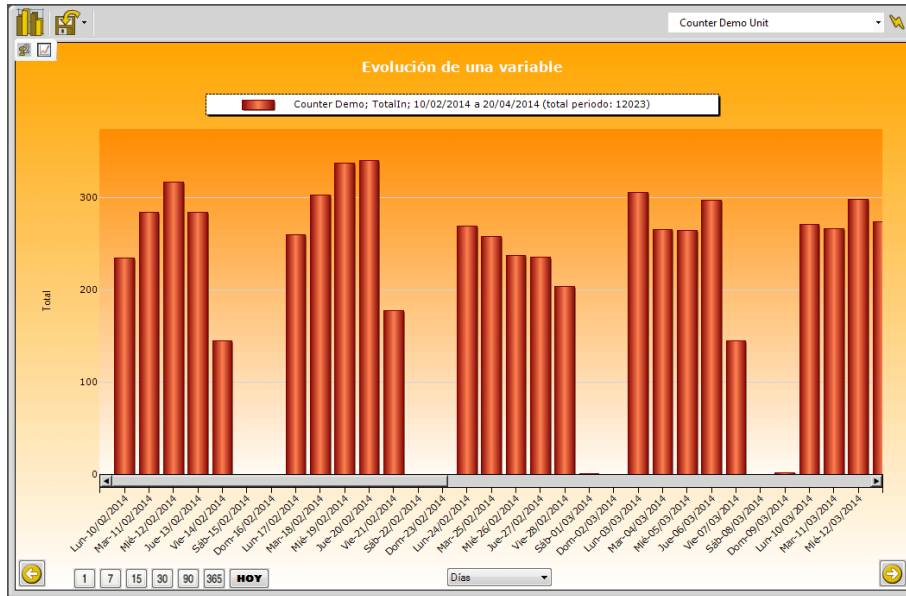 Counter Demo Unit
Evolución de una variable
Counter Demo; TotalIn; 10/02/2014 a 20/04/2014 (total periodo: 12023)
Total
300
200
100
0
Lun-10/02/2014
Mar-11/02/2014
Mié-12/02/2014
Jue-13/02/2014
Vie-14/02/2014
Sáb-15/02/2014
Dom-16/02/2014
Lun-17/02/2014
Mar-18/02/2014
Mié-19/02/2014
Jue-20/02/2014
Vie-21/02/2014
Sáb-22/02/2014
Dom-23/02/2014
Lun-24/02/2014
Mar-25/02/2014
Mié-26/02/2014
Jue-27/02/2014
Vie-28/02/2014
Sáb-01/03/2014
Dom-02/03/2014
Lun-03/03/2014
Mar-04/03/2014
Mié-05/03/2014
Jue-06/03/2014
Vie-07/03/2014
Sáb-08/03/2014
Dom-09/03/2014
Lun-10/03/2014
Mar-11/03/2014
Mié-12/03/2014
1 7 15 30 90 365 HOY
Días